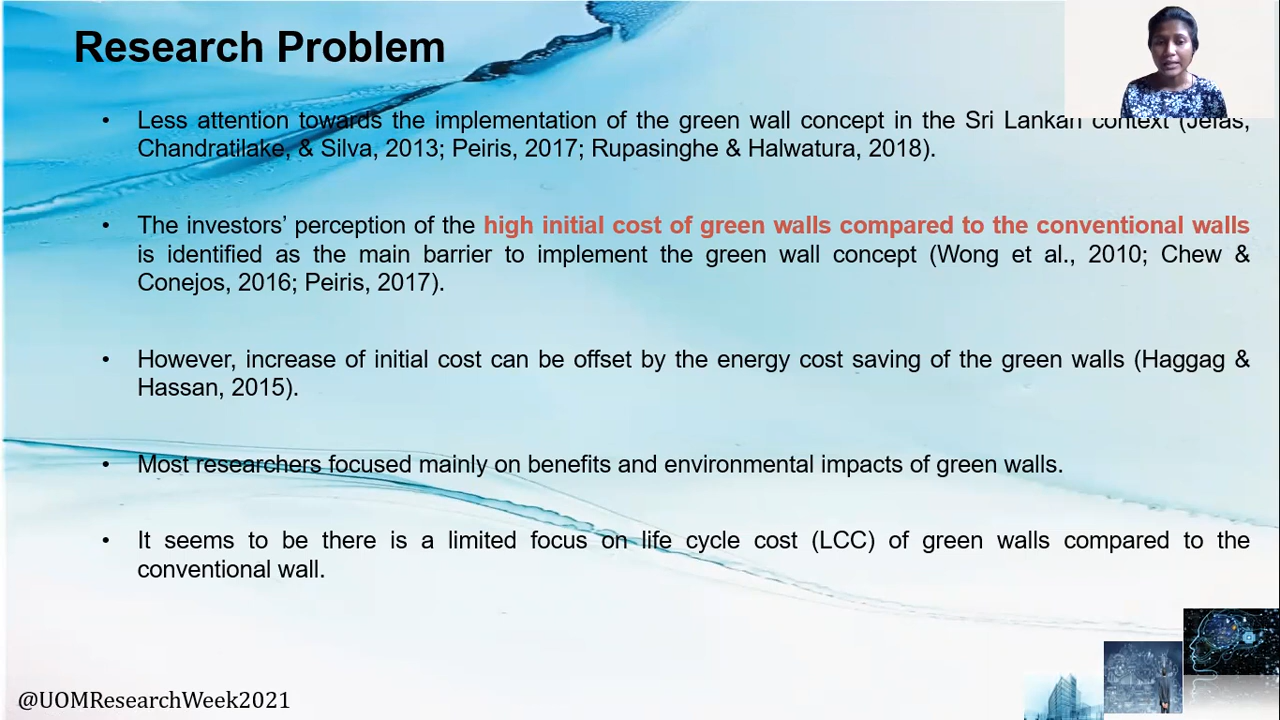 Research Problem
• Less attention towards the implementation of the green wall concept in the Sri Lankan context (Jefas,
Chandratilake, & Silva, 2013; Peiris, 2017; Rupasinghe & Halwatura, 2018).
• The investors’ perception of the high initial cost of green walls compared to the conventional walls
is identified as the main barrier to implement the green wall concept (Wong et al., 2010; Chew &
Conejos, 2016; Peiris, 2017).
• However, increase of initial cost can be offset by the energy cost saving of the green walls (Haggag &
Hassan, 2015).
• Most researchers focused mainly on benefits and environmental impacts of green walls.
• It seems to be there is a limited focus on life cycle cost (LCC) of green walls compared to the
conventional wall.
@UOMResearchWeek2021